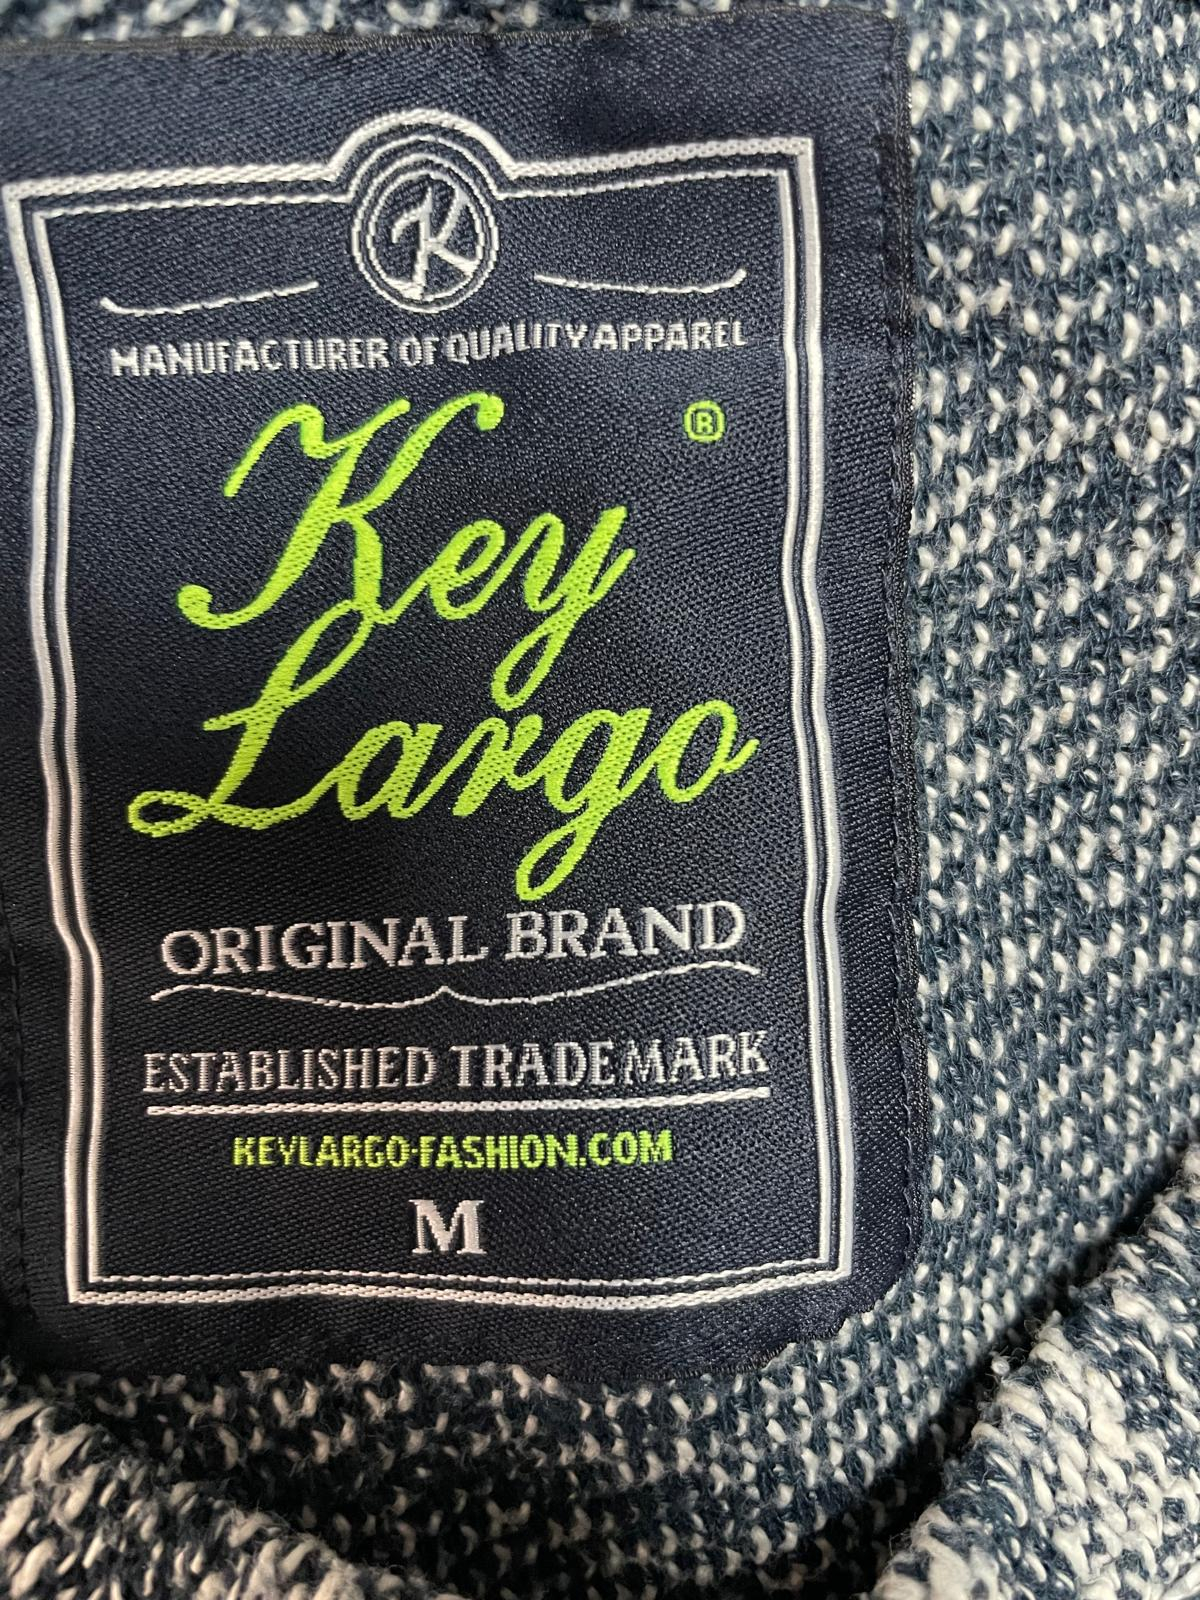 K
MANUFACTURER OF QUALITY APPAREL
Key ®
Largo
ORIGINAL BRAND
ESTABLISHED TRADEMARK
KEYLARGO-FASHION.COM
M